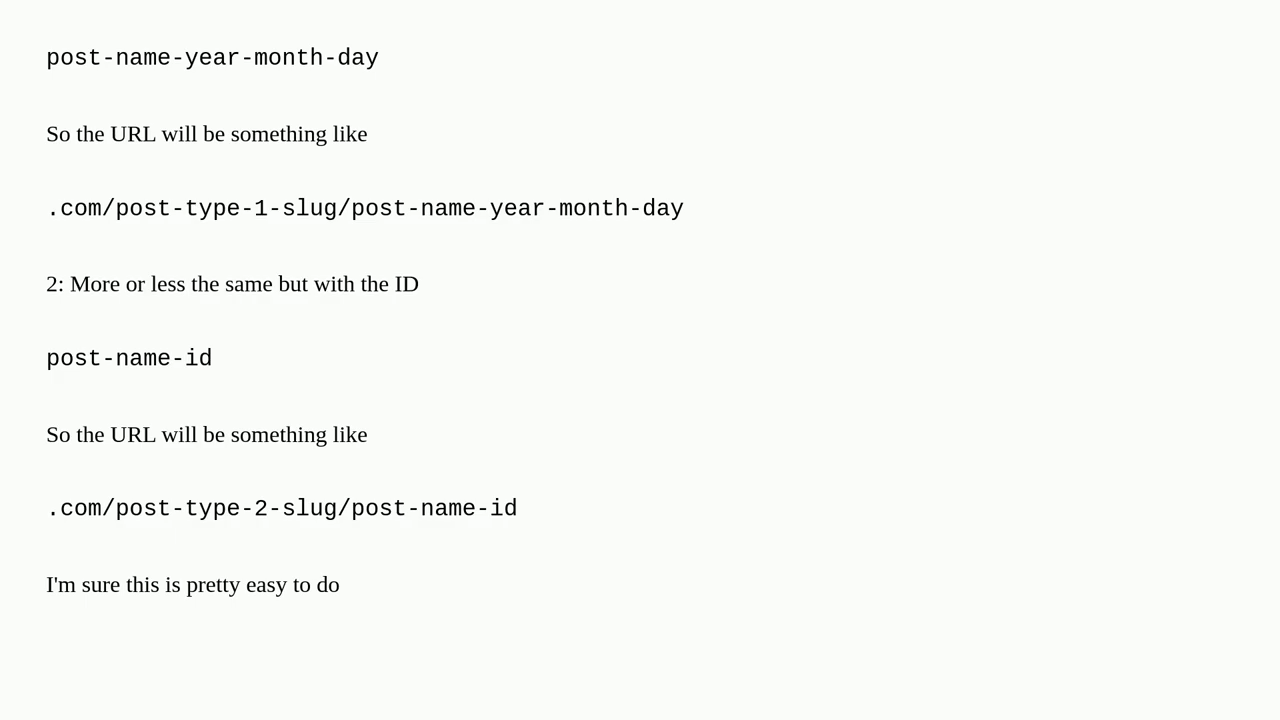 post-name-year-month-day
So the URL will be something like
.com/post-type-1-slug/post-name-year-month-day
2: More or less the same but with the ID
post-name-id
So the URL will be something like
.com/post-type-2-slug/post-name-id
I'm sure this is pretty easy to do